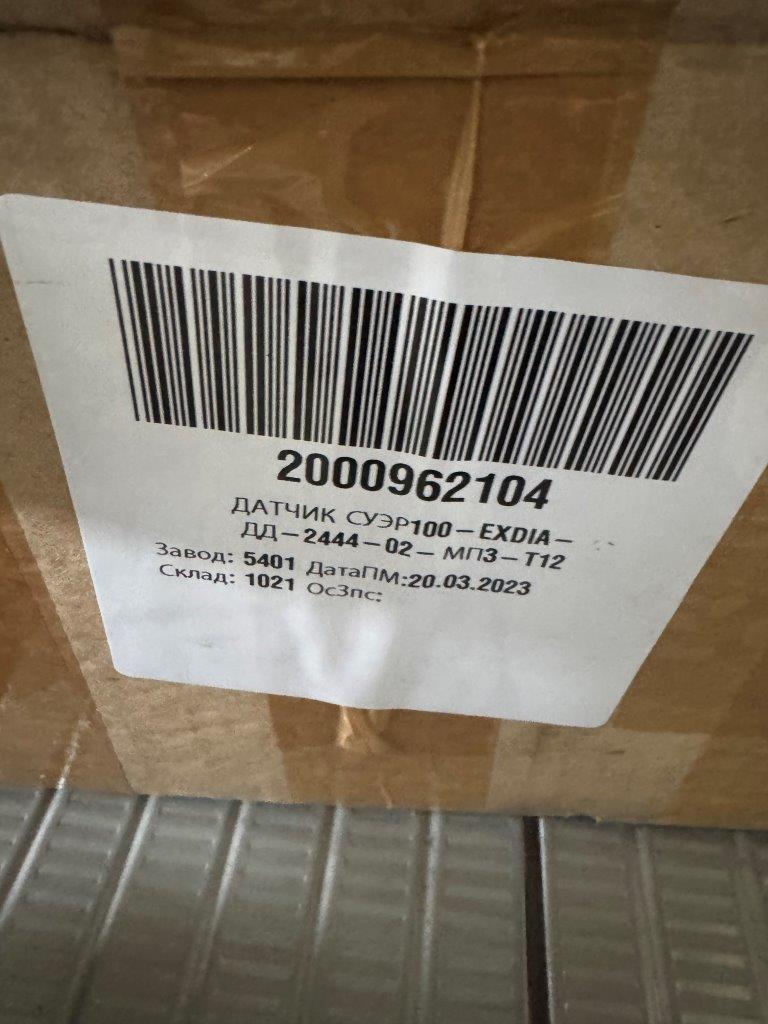 2000962104
ДАТЧИК СУЭР100-EXDIA-
ДД-2444-02- МПЗ-Т12
Завод: 5401 ДатаПМ:20.03.2023
Склад: 1021 ОсЗпс: